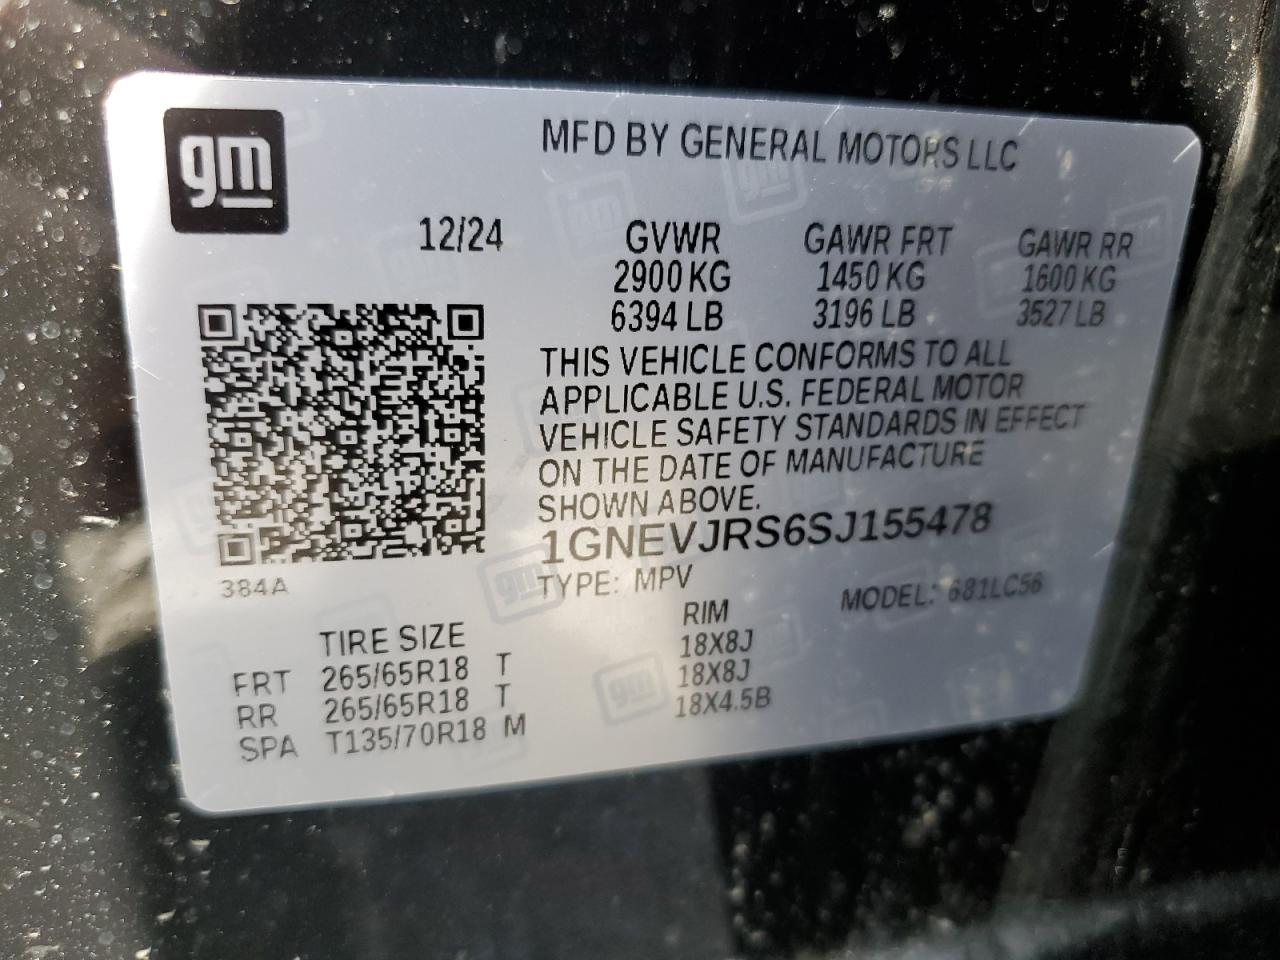 gm
MFD BY GENERAL MOTORS LLC
12/24 GVWR GAWR FRT GAWR RR
2900 KG 1450 KG 1600 KG
6394 LB 3196 LB 3527 LB
THIS VEHICLE CONFORMS TO ALL
APPLICABLE U.S. FEDERAL MOTOR
VEHICLE SAFETY STANDARDS IN EFFECT
ON THE DATE OF MANUFACTURE
SHOWN ABOVE.
1GNEVJRS6SJ155478
384A
TYPE: MPV MODEL: 681LC56
TIRE SIZE RIM
FRT 265/65R18 T 18X8J
RR 265/65R18 T 18X8J
SPA T135/70R18 M 18X4.5B